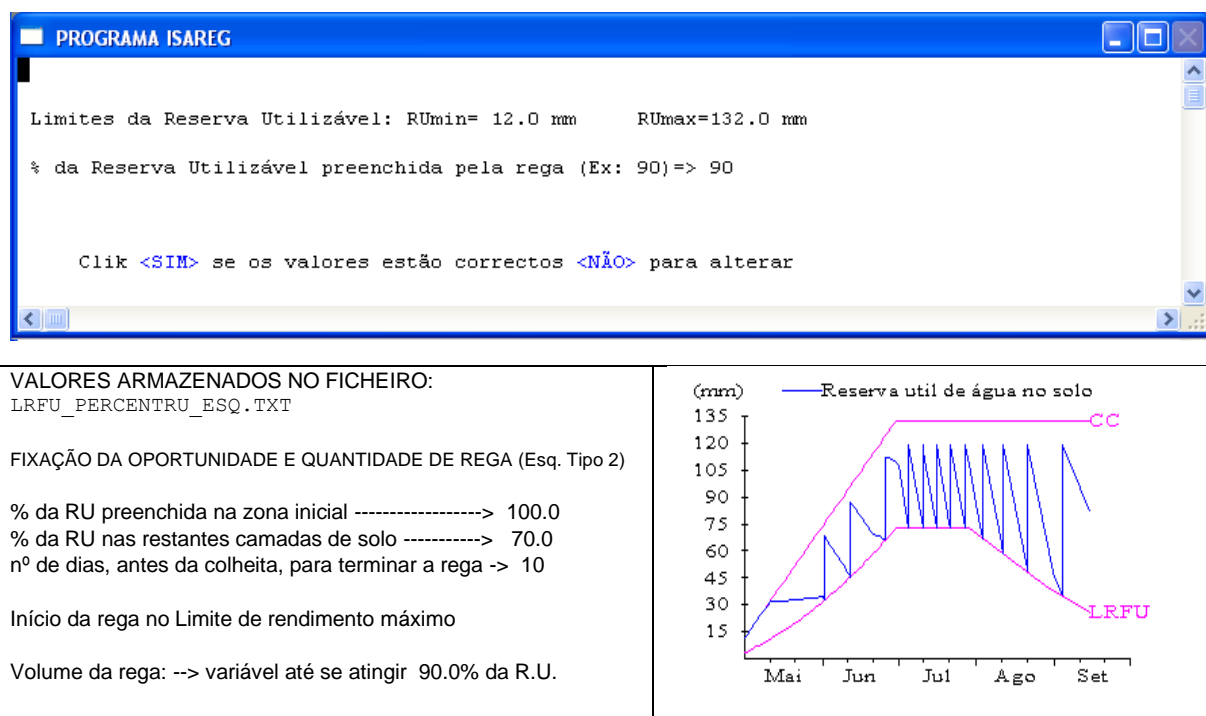 PROGRAMA ISAREG
Limites da Reserva Utilizável: RUmin= 12.0 mm RUmax=132.0 mm
% da Reserva Utilizável preenchida pela rega (Ex: 90)=> 90
Clik <SIM> se os valores estão correctos <NÃO> para alterar
VALORES ARMAZENADOS NO FICHEIRO:
LRFU_PERCENTRU_ESQ.TXT
FIXAÇÃO DA OPORTUNIDADE E QUANTIDADE DE REGA (Esq. Tipo 2)
% da RU preenchida na zona inicial -------------------> 100.0
% da RU nas restantes camadas de solo -----------> 70.0
nº de dias, antes da colheita, para terminar a rega -> 10
Início da rega no Limite de rendimento máximo
Volume da rega: --> variável até se atingir 90.0% da R.U.
(mm) Reserva util de água no solo
135
120
105
90
75
60
45
30
15
CC
LRFU
Mai Jun Jul Ago Set